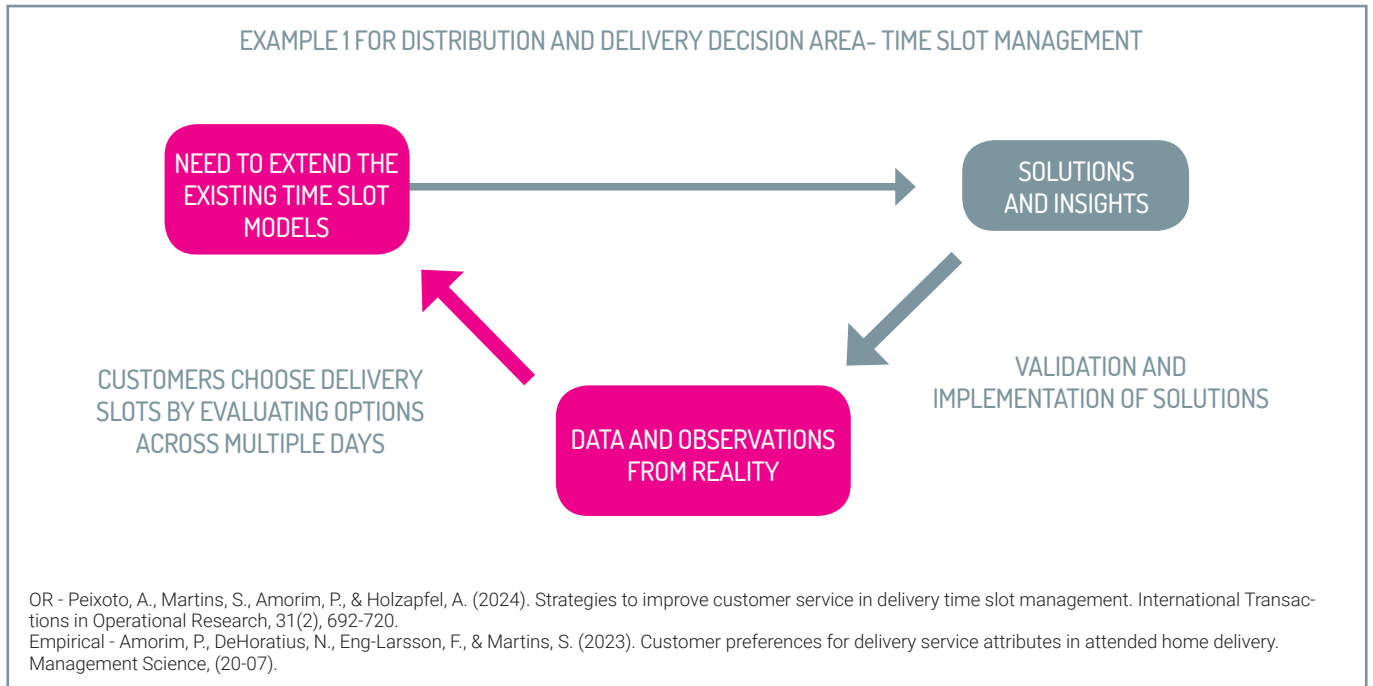 EXAMPLE 1 FOR DISTRIBUTION AND DELIVERY DECISION AREA- TIME SLOT MANAGEMENT
NEED TO EXTEND THE
EXISTING TIME SLOT
MODELS
SOLUTIONS
AND INSIGHTS
CUSTOMERS CHOOSE DELIVERY
SLOTS BY EVALUATING OPTIONS
ACROSS MULTIPLE DAYS
VALIDATION AND
IMPLEMENTATION OF SOLUTIONS
DATA AND OBSERVATIONS
FROM REALITY
OR - Peixoto, A., Martins, S., Amorim, P., & Holzapfel, A. (2024). Strategies to improve customer service in delivery time slot management. International Transac-
tions in Operational Research, 31(2), 692-720.
Empirical - Amorim, P., DeHoratius, N., Eng-Larsson, F., & Martins, S. (2023). Customer preferences for delivery service attributes in attended home delivery.
Management Science, (20-07).